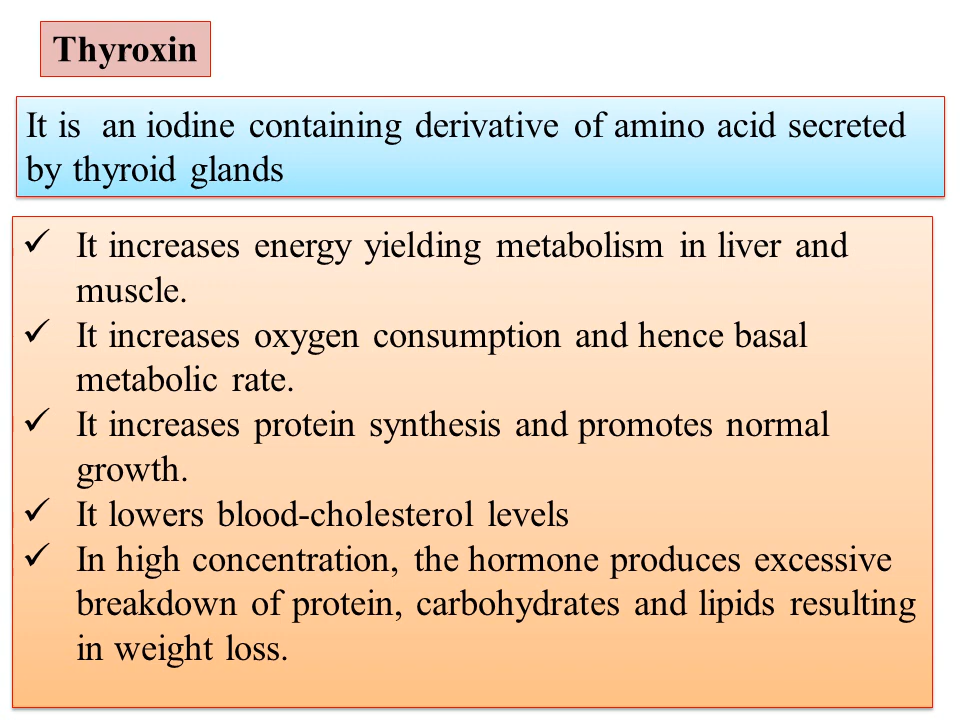 Thyroxin
It is  an iodine containing derivative of amino acid secreted
by thyroid glands
✓ It increases energy yielding metabolism in liver and
muscle.
✓ It increases oxygen consumption and hence basal
metabolic rate.
✓ It increases protein synthesis and promotes normal
growth.
✓ It lowers blood-cholesterol levels
✓ In high concentration, the hormone produces excessive
breakdown of protein, carbohydrates and lipids resulting
in weight loss.